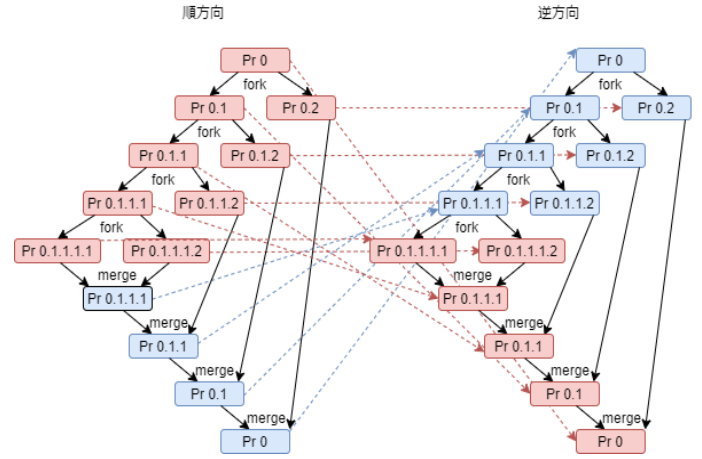 順方向 逆方向
Pr 0 Pr 0
fork fork
Pr 0.1 Pr 0.2 Pr 0.1 Pr 0.2
fork fork
Pr 0.1.1 Pr 0.1.2 Pr 0.1.1 Pr 0.1.2
fork fork
Pr 0.1.1.1 Pr 0.1.1.2 Pr 0.1.1.1 Pr 0.1.1.2
fork fork
Pr 0.1.1.1.1 Pr 0.1.1.1.2 Pr 0.1.1.1.1 Pr 0.1.1.1.2
merge merge
Pr 0.1.1.1 Pr 0.1.1.1
merge merge
Pr 0.1.1 Pr 0.1.1
merge merge
Pr 0.1 Pr 0.1
merge merge
Pr 0 Pr 0